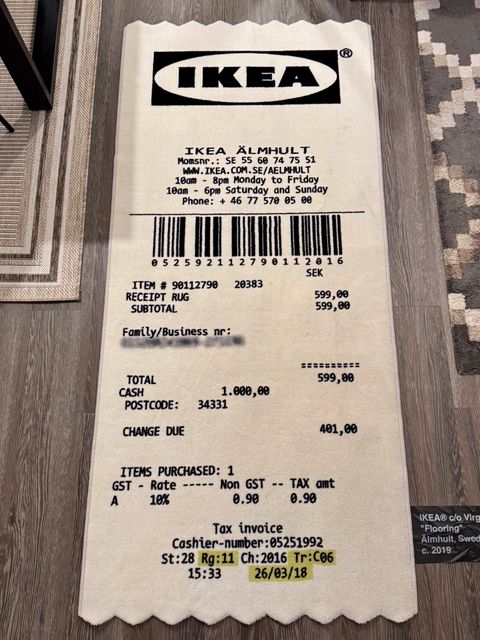 IKEA®
IKEA ÄLMHULT
Momsnr.: SE 55 60 74 75 51
WWW.IKEA.COM.SE/AELMHULT
10am - 8pm Monday to Friday
10am - 6pm Saturday and Sunday
Phone: + 46 77 570 05 00
052592112790112016
SEK
ITEM # 90112790 20383
RECEIPT RUG 599,00
SUBTOTAL 599,00
Family/Business nr:
==========
TOTAL 599,00
CASH 1.000,00
POSTCODE: 34331
CHANGE DUE 401,00
ITEMS PURCHASED: 1
GST - Rate ----- Non GST -- TAX amt
A 10% 0.90 0.90
Tax invoice
Cashier-number:05251992
St:28 Rg:11 Ch:2016 Tr:C06
15:33 26/03/18
IKEA® c/o
"Flooring"
Älmhult,
c. 2019